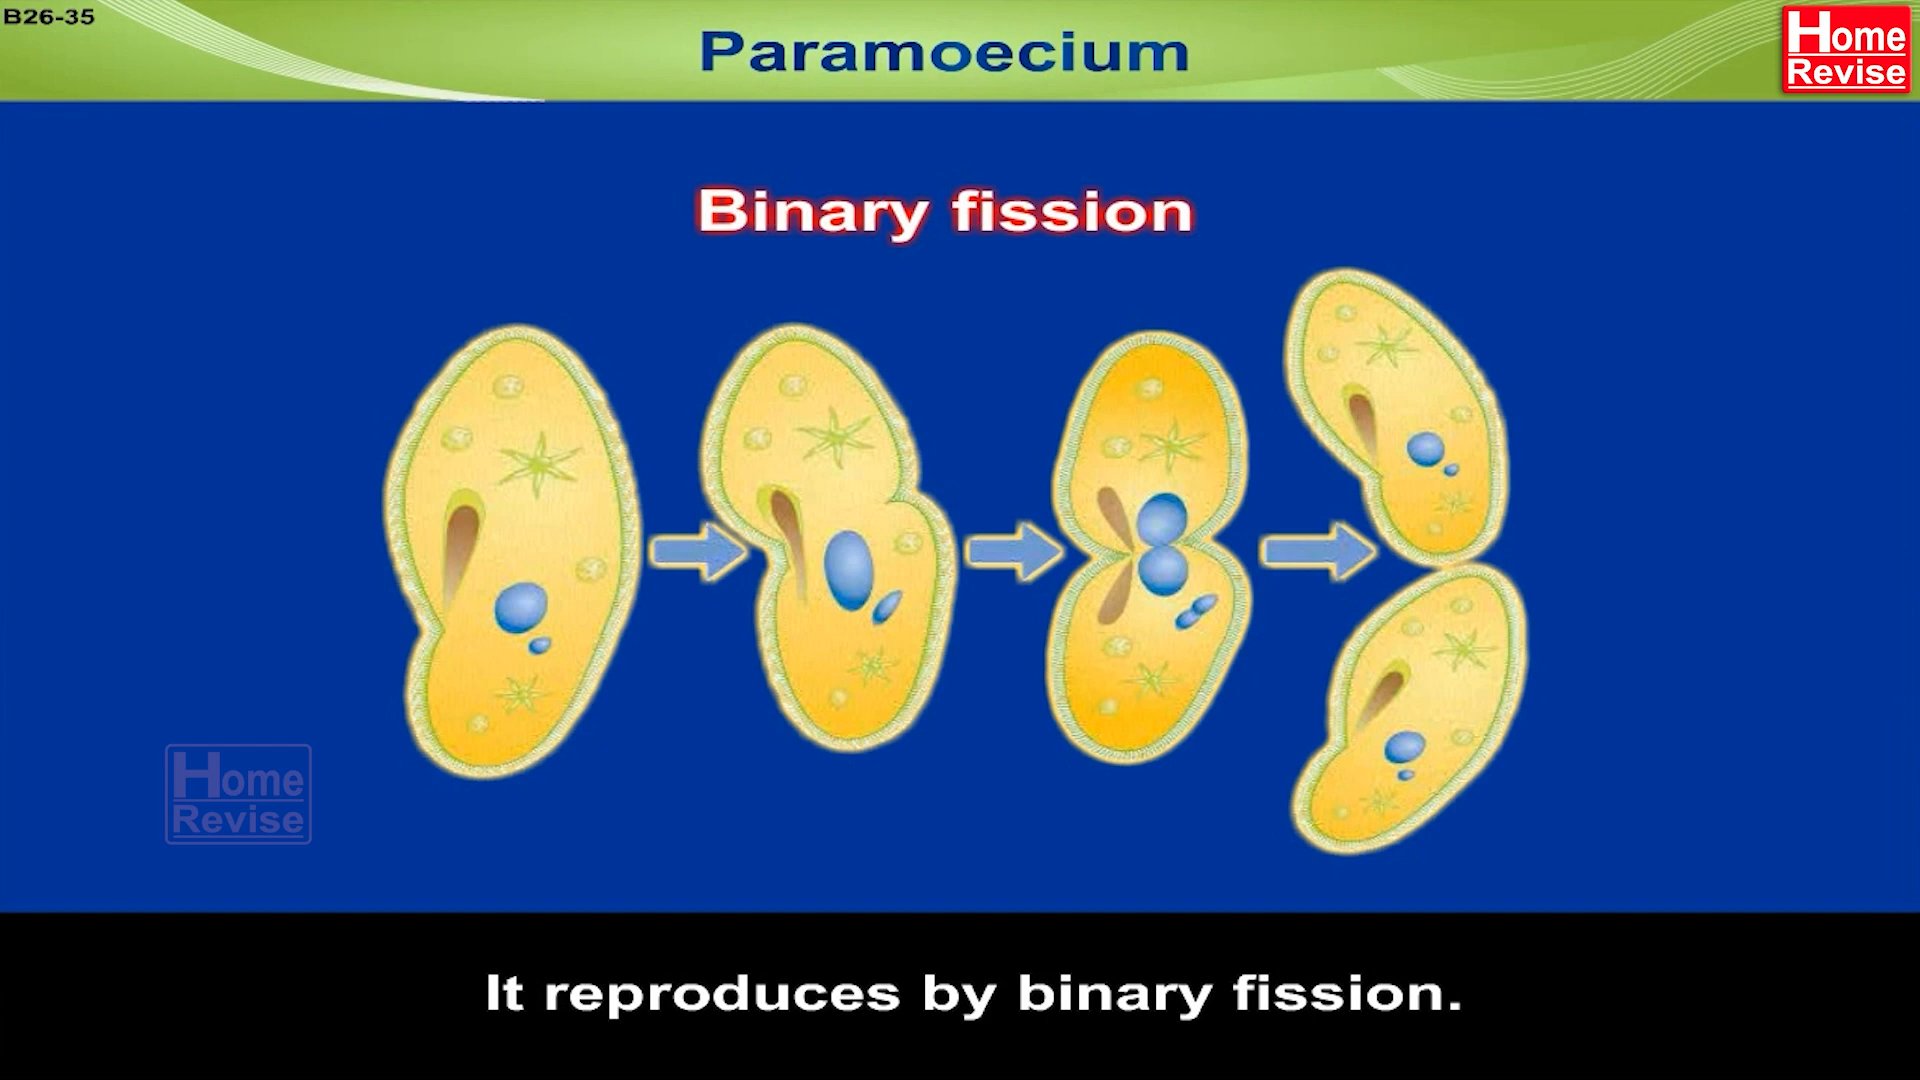 B26-35
Paramoecium
Home
Revise
Binary fission
Home
Revise
It reproduces by binary fission.